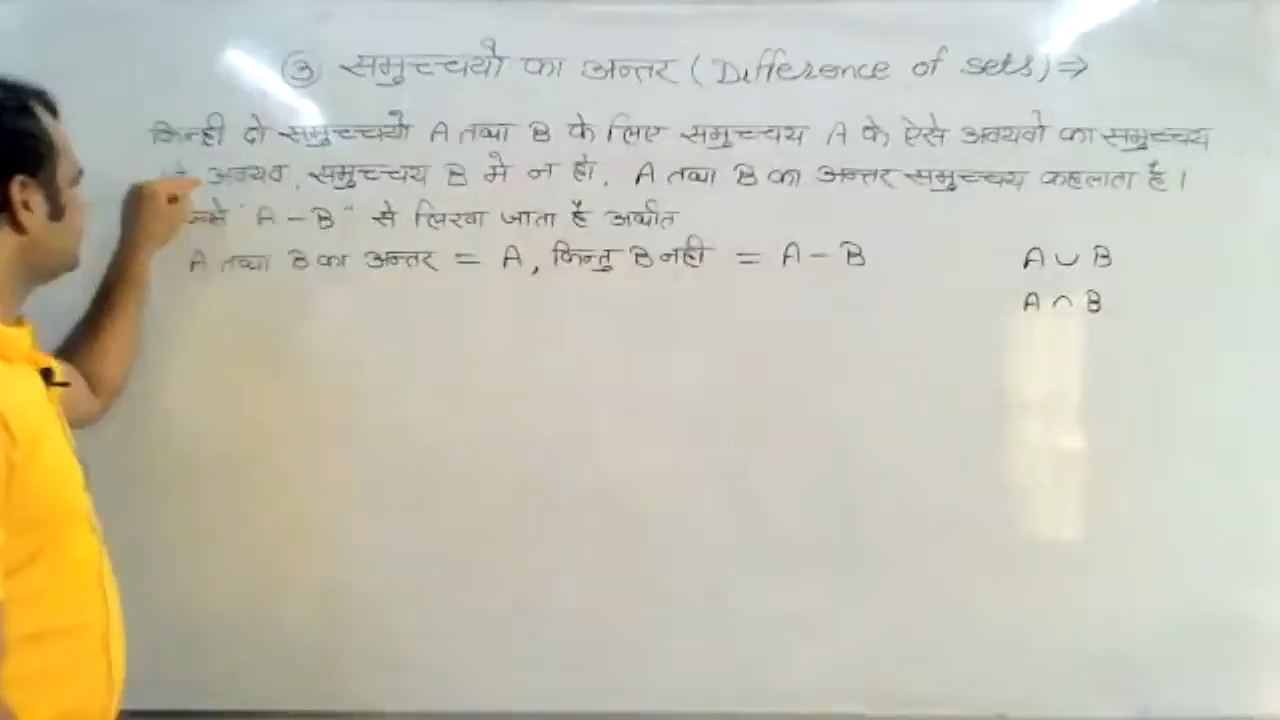 ③ समुच्चयो का अन्तर (Difference of sets) ⇒
किन्ही दो समुच्चयो A तथा B के लिए समुच्चय A के ऐसे अवयवो का समुच्चय
अवयव, समुच्चय B मे न हो, A तथा B का अन्तर समुच्चय कहलाता है।
"A - B" से लिखा जाता है अर्थात
A तथा B का अन्तर = A, किन्तु B नही = A - B
A ∪ B
A ∩ B